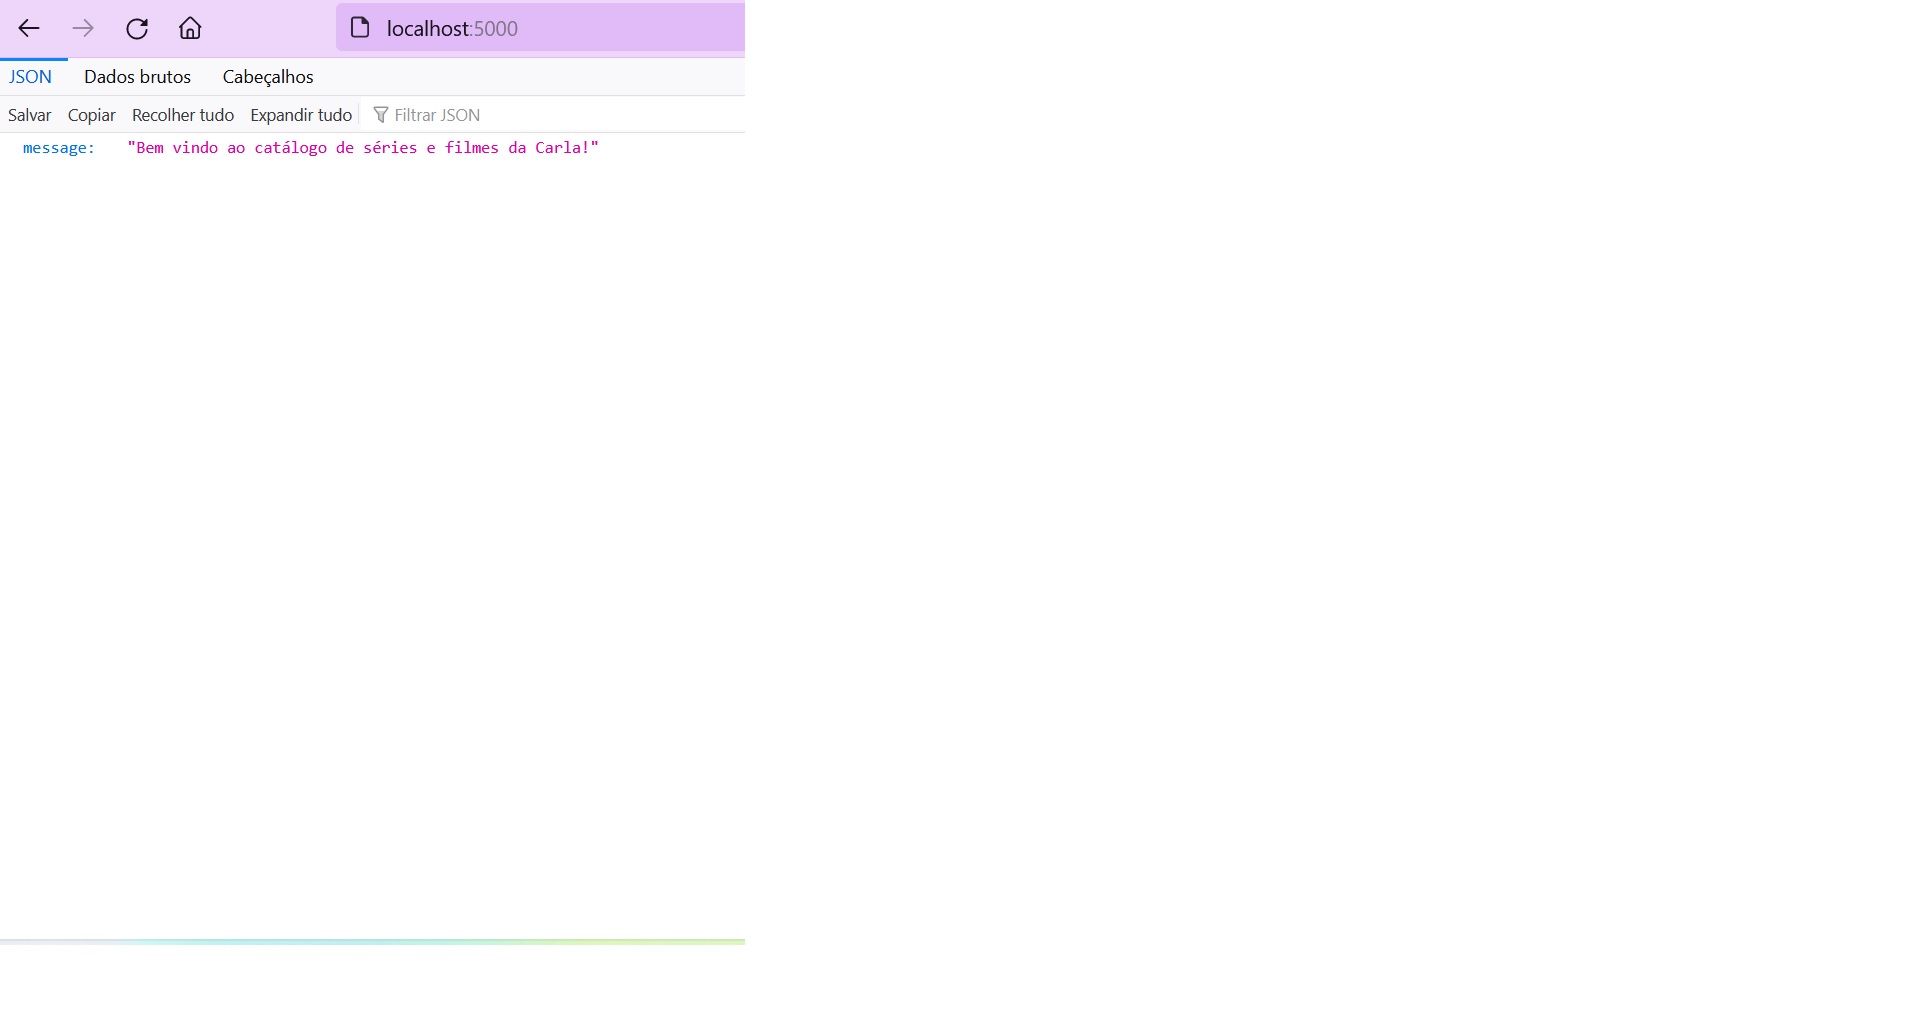 localhost:5000
JSON Dados brutos Cabeçalhos
Salvar Copiar Recolher tudo Expandir tudo Filtrar JSON
message: "Bem vindo ao catálogo de séries e filmes da Carla!"